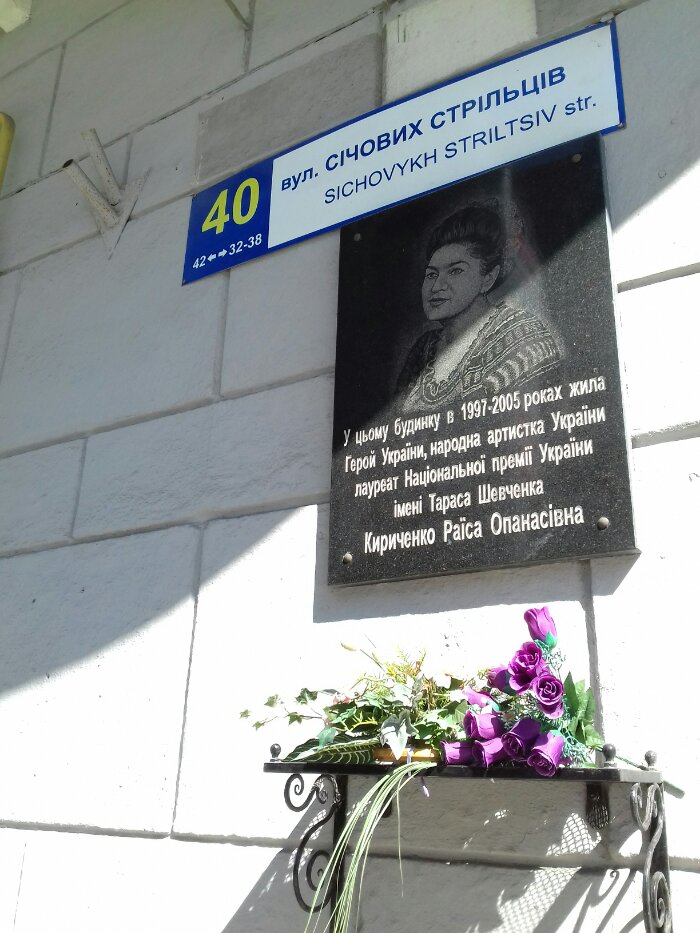 40
42⬅➡32-38
вул. СІЧОВИХ СТРІЛЬЦІВ
SICHOVYKH STRILTSIV str.
У цьому будинку в 1997-2005 роках жила
Герой України, народна артистка України
лауреат Національної премії України
імені Тараса Шевченка
Кириченко Раїса Опанасівна